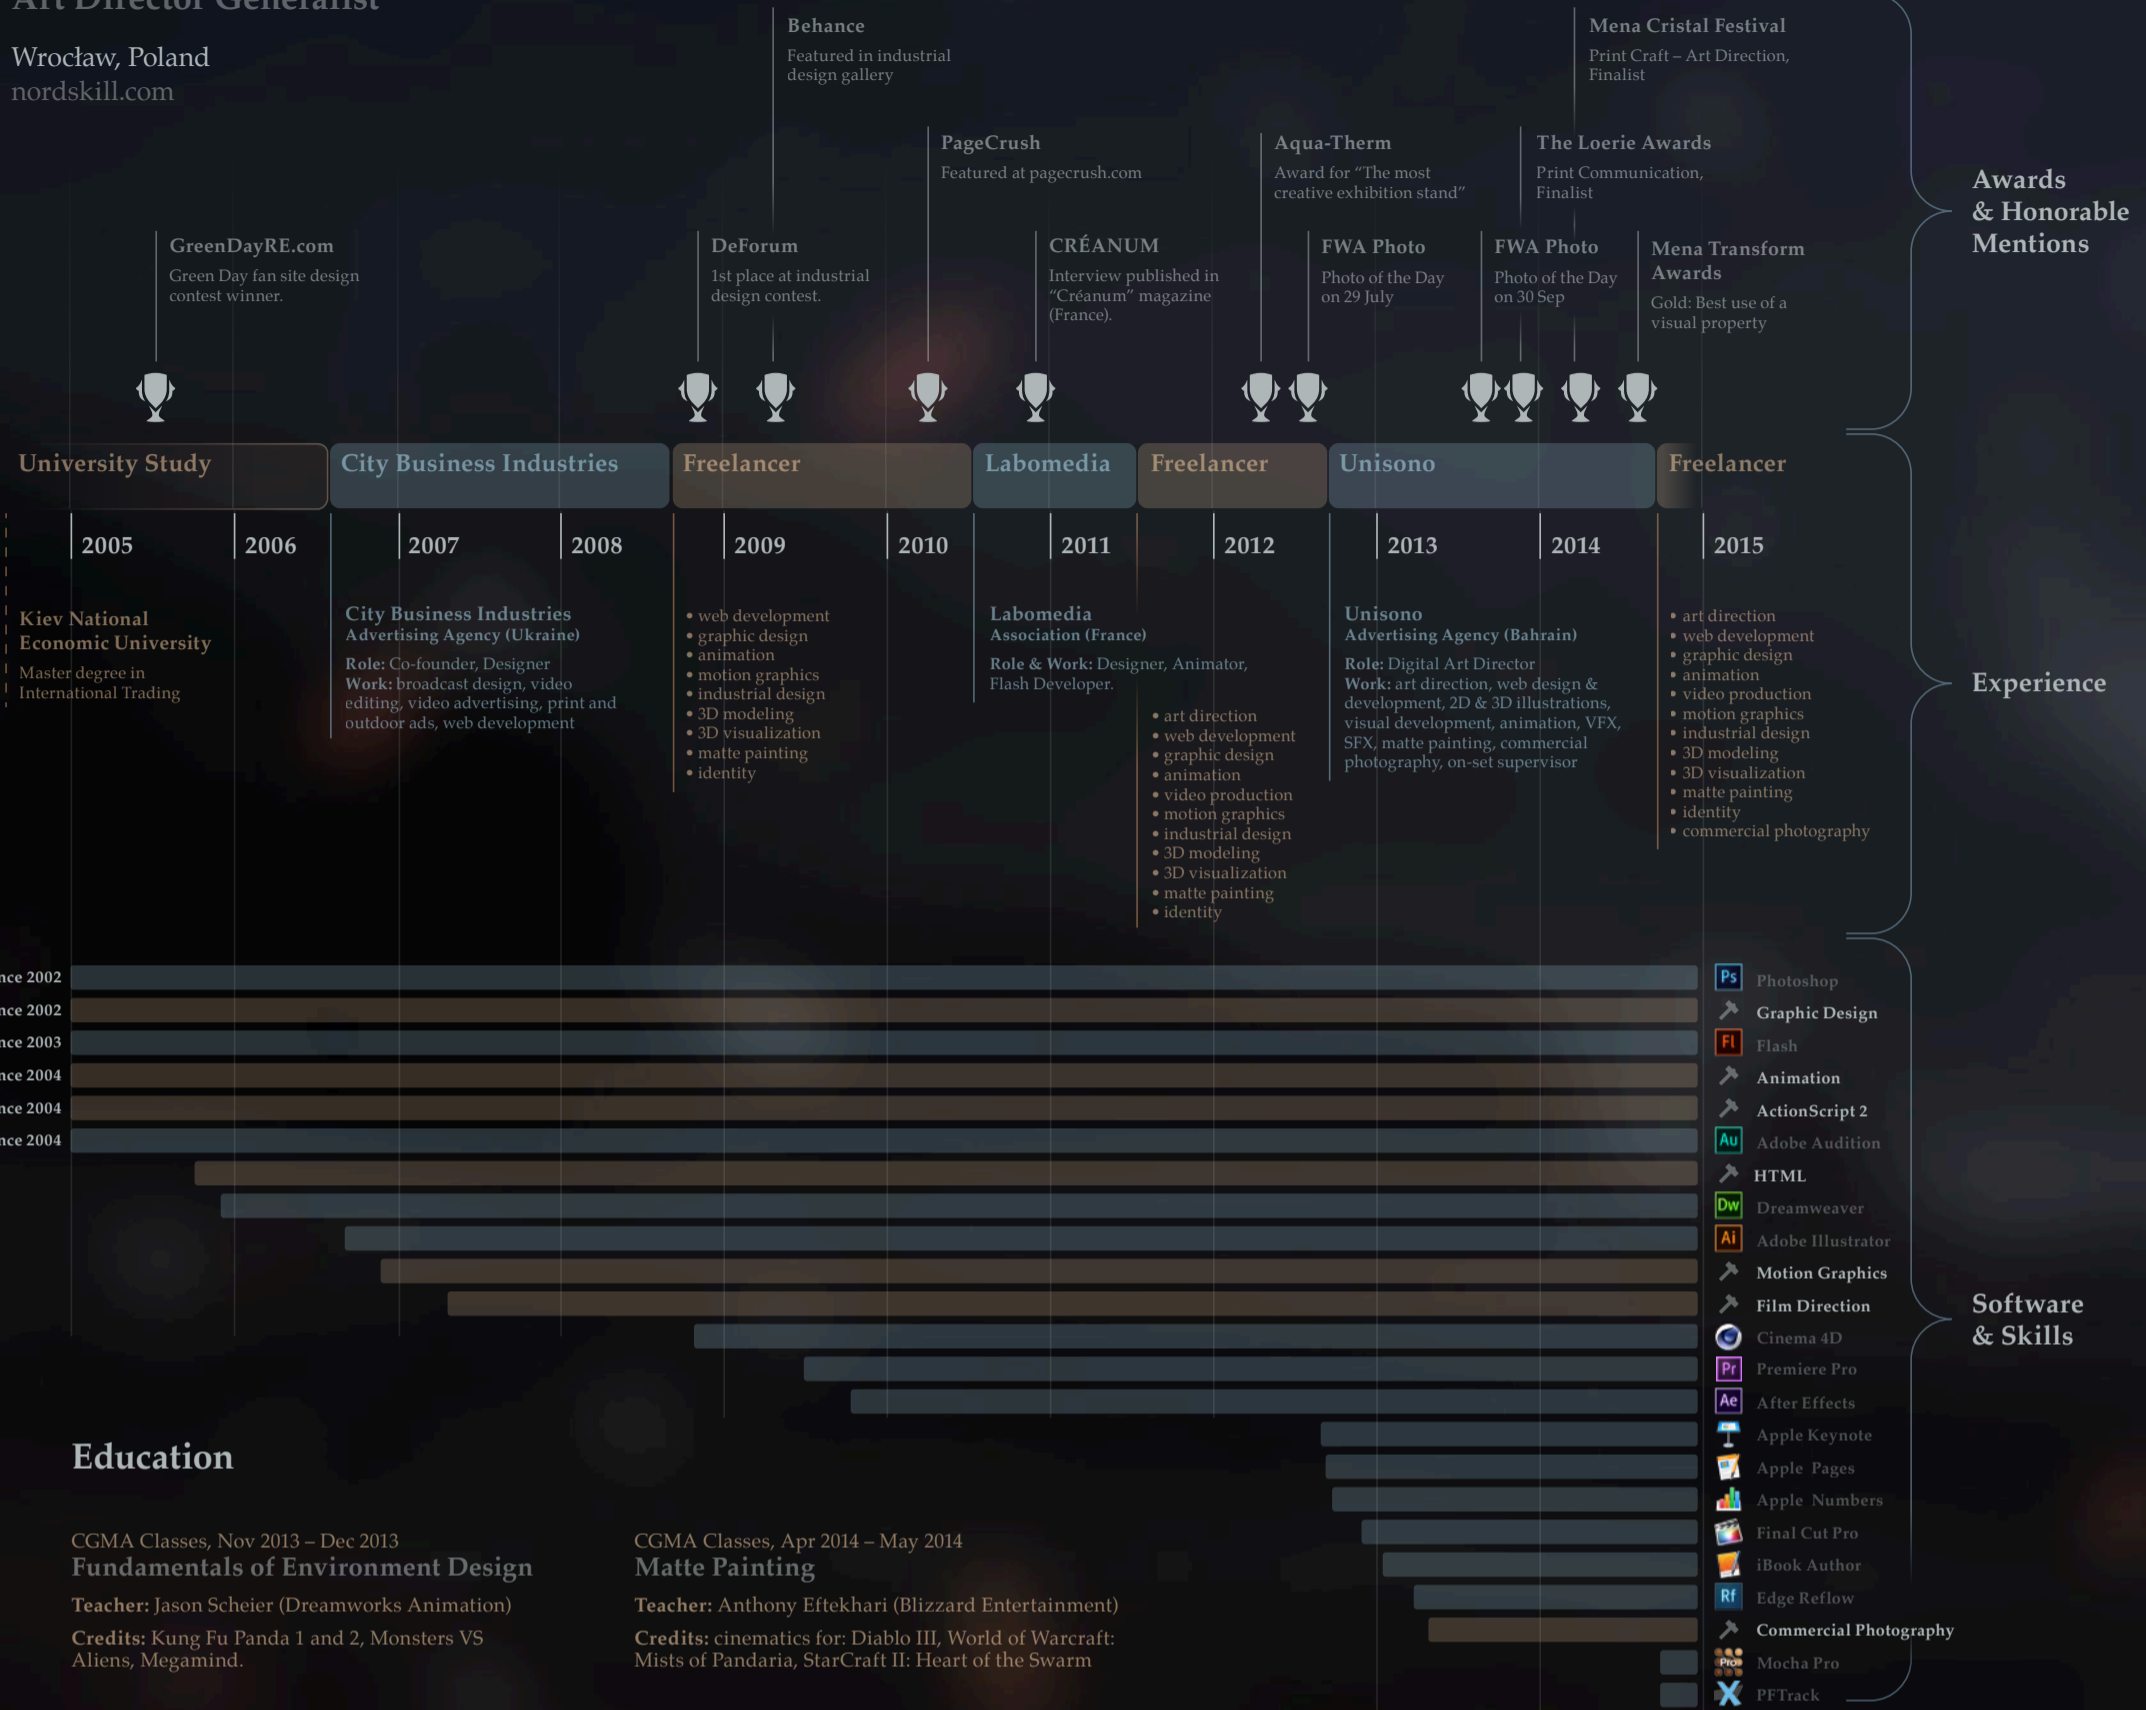 Art Director Generalist
Wrocław, Poland
nordskill.com
Behance
Featured in industrial
design gallery
Mena Cristal Festival
Print Craft – Art Direction,
Finalist
PageCrush
Featured at pagecrush.com
Aqua-Therm
Award for “The most
creative exhibition stand”
The Loerie Awards
Print Communication,
Finalist
Awards
& Honorable
Mentions
GreenDayRE.com
Green Day fan site design
contest winner.
DeForum
1st place at industrial
design contest.
CRÉANUM
Interview published in
“Créanum” magazine
(France).
FWA Photo
Photo of the Day
on 29 July
FWA Photo
Photo of the Day
on 30 Sep
Mena Transform
Awards
Gold: Best use of a
visual property
University Study
City Business Industries
Freelancer
Labomedia
Freelancer
Unisono
Freelancer
2005
2006
2007
2008
2009
2010
2011
2012
2013
2014
2015
Kiev National
Economic University
Master degree in
International Trading
City Business Industries
Advertising Agency (Ukraine)
Role: Co-founder, Designer
Work: broadcast design, video
editing, video advertising, print and
outdoor ads, web development
• web development
• graphic design
• animation
• motion graphics
• industrial design
• 3D modeling
• 3D visualization
• matte painting
• identity
Labomedia
Association (France)
Role & Work: Designer, Animator,
Flash Developer.
• art direction
• web development
• graphic design
• animation
• video production
• motion graphics
• industrial design
• 3D modeling
• 3D visualization
• matte painting
• identity
Unisono
Advertising Agency (Bahrain)
Role: Digital Art Director
Work: art direction, web design &
development, 2D & 3D illustrations,
visual development, animation, VFX,
SFX, matte painting, commercial
photography, on-set supervisor
• art direction
• web development
• graphic design
• animation
• video production
• motion graphics
• industrial design
• 3D modeling
• 3D visualization
• matte painting
• identity
• commercial photography
Experience
nce 2002
Ps Photoshop
nce 2002
Graphic Design
nce 2003
Fl Flash
nce 2004
Animation
nce 2004
ActionScript 2
nce 2004
Au Adobe Audition
HTML
Dw Dreamweaver
Ai Adobe Illustrator
Motion Graphics
Film Direction
Cinema 4D
Pr Premiere Pro
Ae After Effects
Apple Keynote
Apple Pages
Apple Numbers
Final Cut Pro
iBook Author
Rf Edge Reflow
Commercial Photography
Pro Mocha Pro
PFTrack
Software
& Skills
Education
CGMA Classes, Nov 2013 – Dec 2013
Fundamentals of Environment Design
Teacher: Jason Scheier (Dreamworks Animation)
Credits: Kung Fu Panda 1 and 2, Monsters VS
Aliens, Megamind.
CGMA Classes, Apr 2014 – May 2014
Matte Painting
Teacher: Anthony Eftekhari (Blizzard Entertainment)
Credits: cinematics for: Diablo III, World of Warcraft:
Mists of Pandaria, StarCraft II: Heart of the Swarm